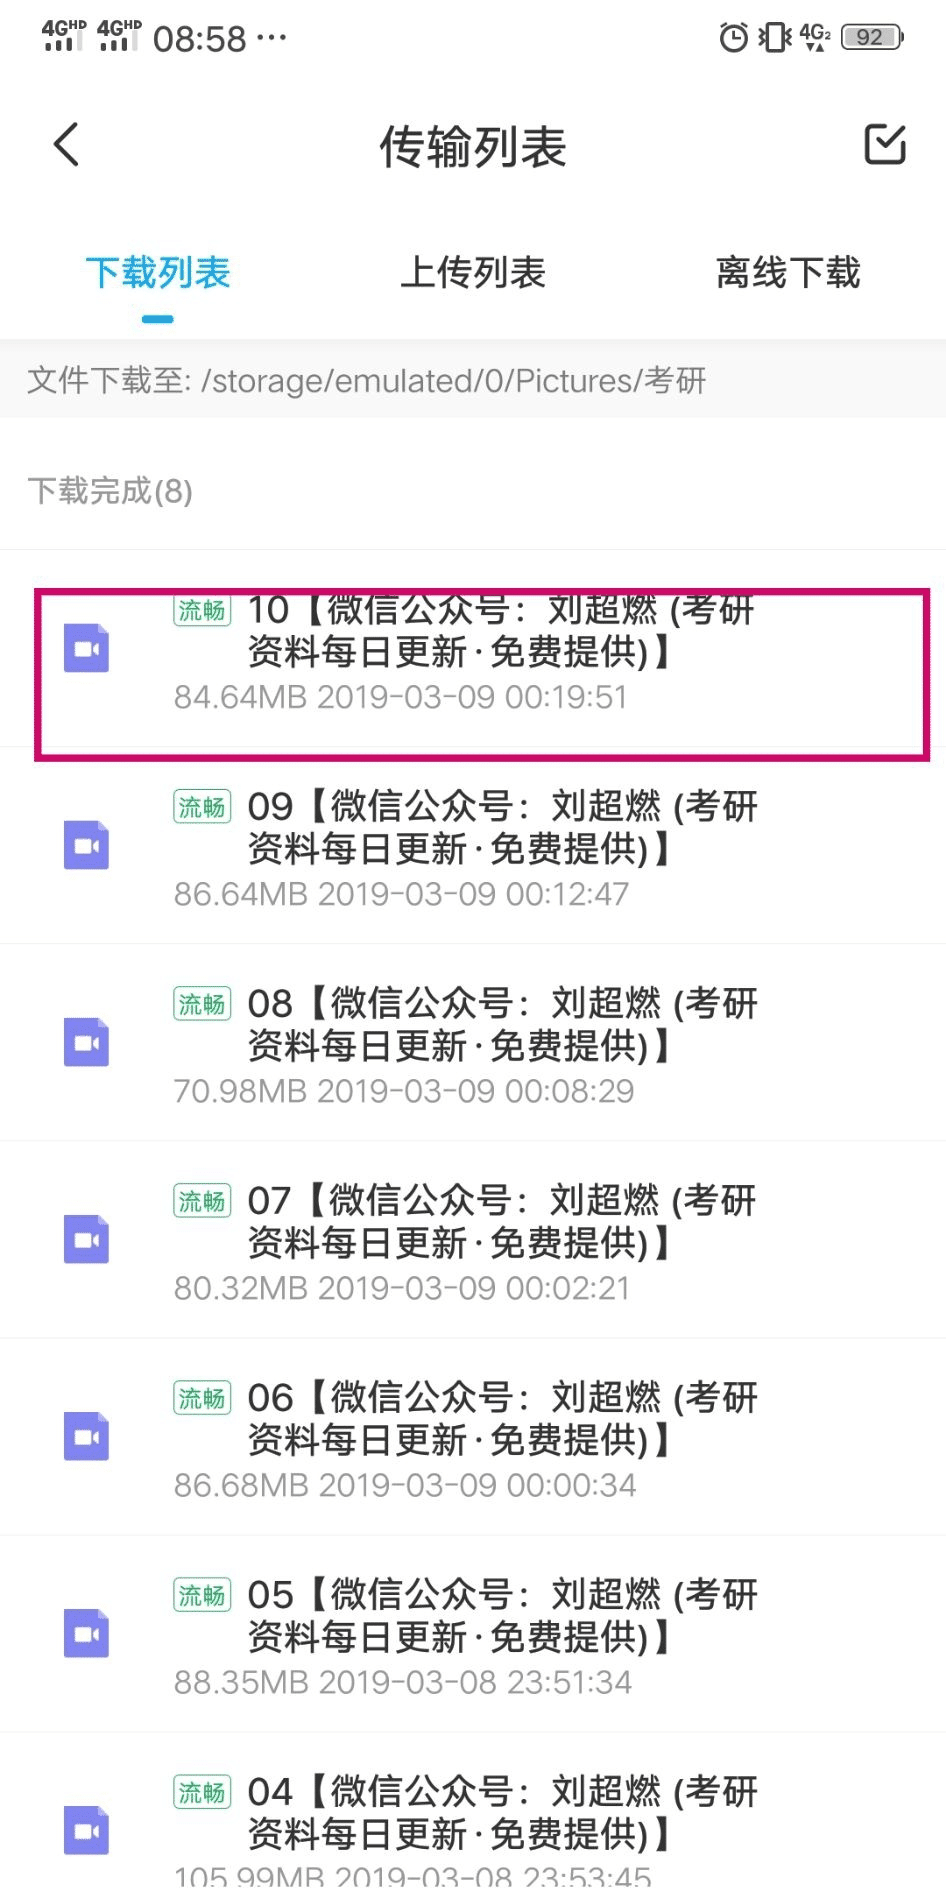 4GHD 4GHD 08:58 ··· 4G2 92
传输列表
下载列表 上传列表 离线下载
文件下载至: /storage/emulated/0/Pictures/考研
下载完成(8)
流畅 10【微信公众号：刘超燃 (考研
资料每日更新·免费提供)】
84.64MB 2019-03-09 00:19:51
流畅 09【微信公众号：刘超燃 (考研
资料每日更新·免费提供)】
86.64MB 2019-03-09 00:12:47
流畅 08【微信公众号：刘超燃 (考研
资料每日更新·免费提供)】
70.98MB 2019-03-09 00:08:29
流畅 07【微信公众号：刘超燃 (考研
资料每日更新·免费提供)】
80.32MB 2019-03-09 00:02:21
流畅 06【微信公众号：刘超燃 (考研
资料每日更新·免费提供)】
86.68MB 2019-03-09 00:00:34
流畅 05【微信公众号：刘超燃 (考研
资料每日更新·免费提供)】
88.35MB 2019-03-08 23:51:34
流畅 04【微信公众号：刘超燃 (考研
资料每日更新·免费提供)】
105.99MB 2019-03-08 23:53:45